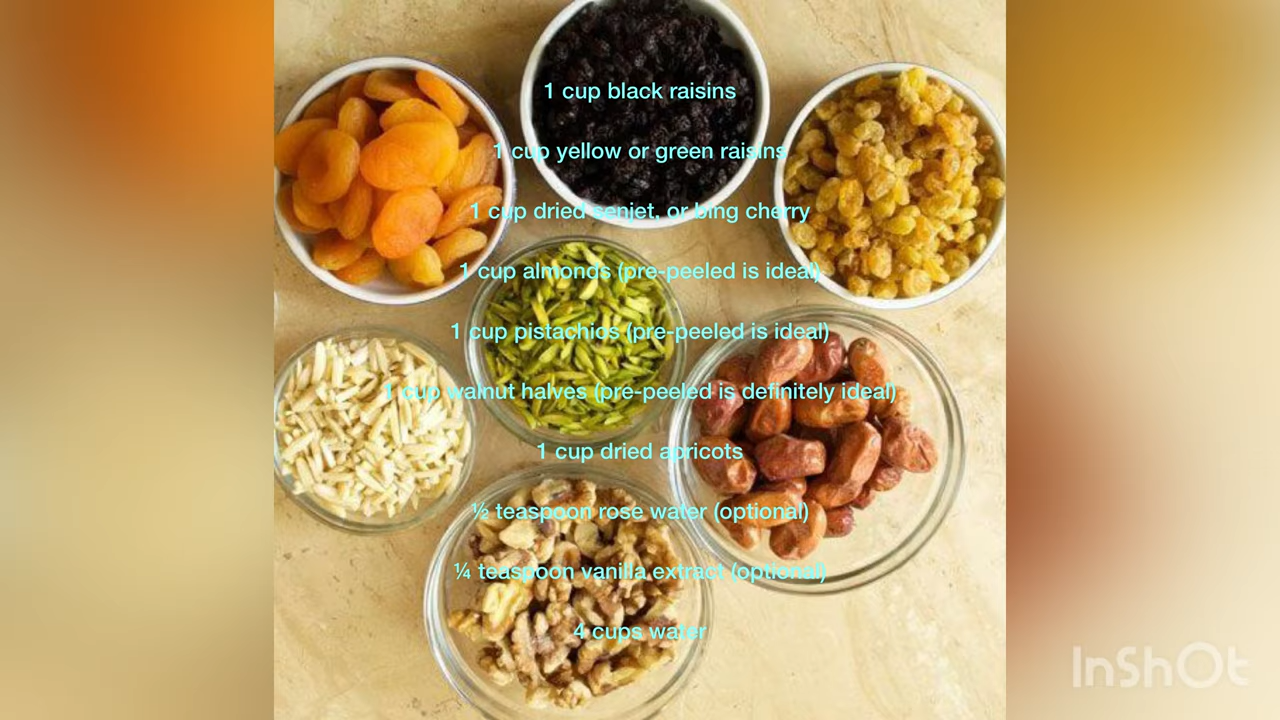 1 cup black raisins
1 cup yellow or green raisins
1 cup dried senjet, or bing cherry
1 cup almonds (pre-peeled is ideal)
1 cup pistachios (pre-peeled is ideal)
1 cup walnut halves (pre-peeled is definitely ideal)
1 cup dried apricots
½ teaspoon rose water (optional)
¼ teaspoon vanilla extract (optional)
4 cups water
InShOt